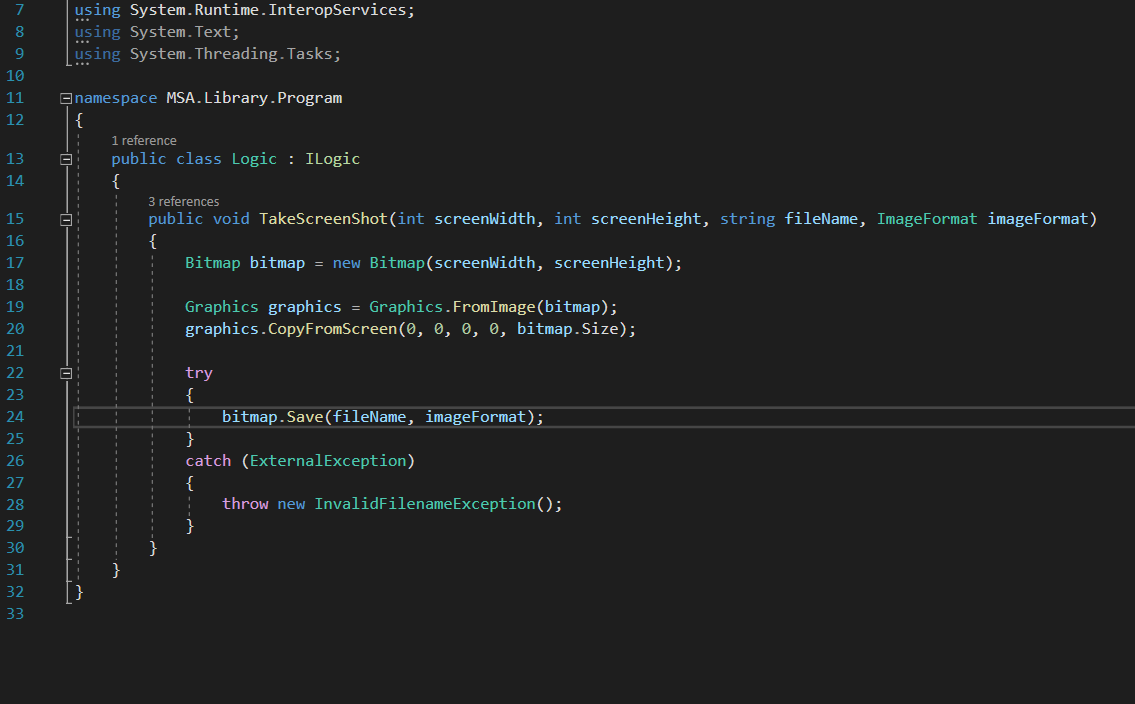 7 using System.Runtime.InteropServices;
8 using System.Text;
9 using System.Threading.Tasks;
10
11 namespace MSA.Library.Program
12 {
1 reference
13 public class Logic : ILogic
14 {
3 references
15 public void TakeScreenShot(int screenWidth, int screenHeight, string fileName, ImageFormat imageFormat)
16 {
17 Bitmap bitmap = new Bitmap(screenWidth, screenHeight);
18
19 Graphics graphics = Graphics.FromImage(bitmap);
20 graphics.CopyFromScreen(0, 0, 0, 0, bitmap.Size);
21
22 try
23 {
24 bitmap.Save(fileName, imageFormat);
25 }
26 catch (ExternalException)
27 {
28 throw new InvalidFilenameException();
29 }
30 }
31 }
32 }
33